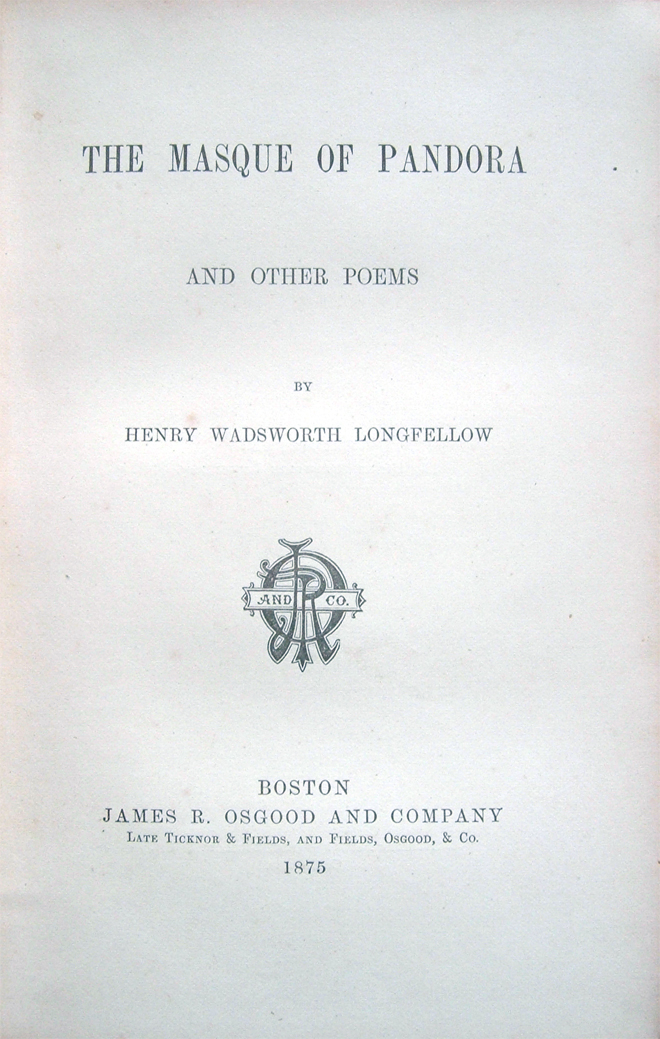 THE MASQUE OF PANDORA
AND OTHER POEMS
BY
HENRY WADSWORTH LONGFELLOW
JRO
AND CO.
BOSTON
JAMES R. OSGOOD AND COMPANY
LATE TICKNOR & FIELDS, AND FIELDS, OSGOOD, & CO.
1875